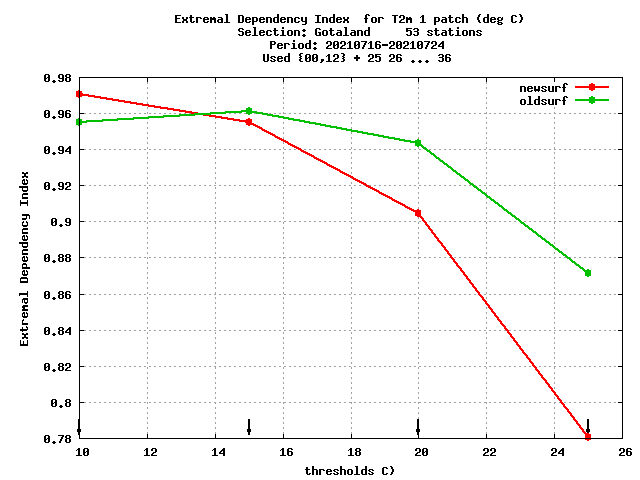 Extremal Dependency Index  for T2m 1 patch (deg C)
Selection: Gotaland     53 stations
Period: 20210716-20210724
Used {00,12} + 25 26 ... 36
newsurf
oldsurf
Extremal Dependency Index
0,98
0,96
0,94
0,92
0,9
0,88
0,86
0,84
0,82
0,8
0,78
10 12 14 16 18 20 22 24 26
thresholds C)